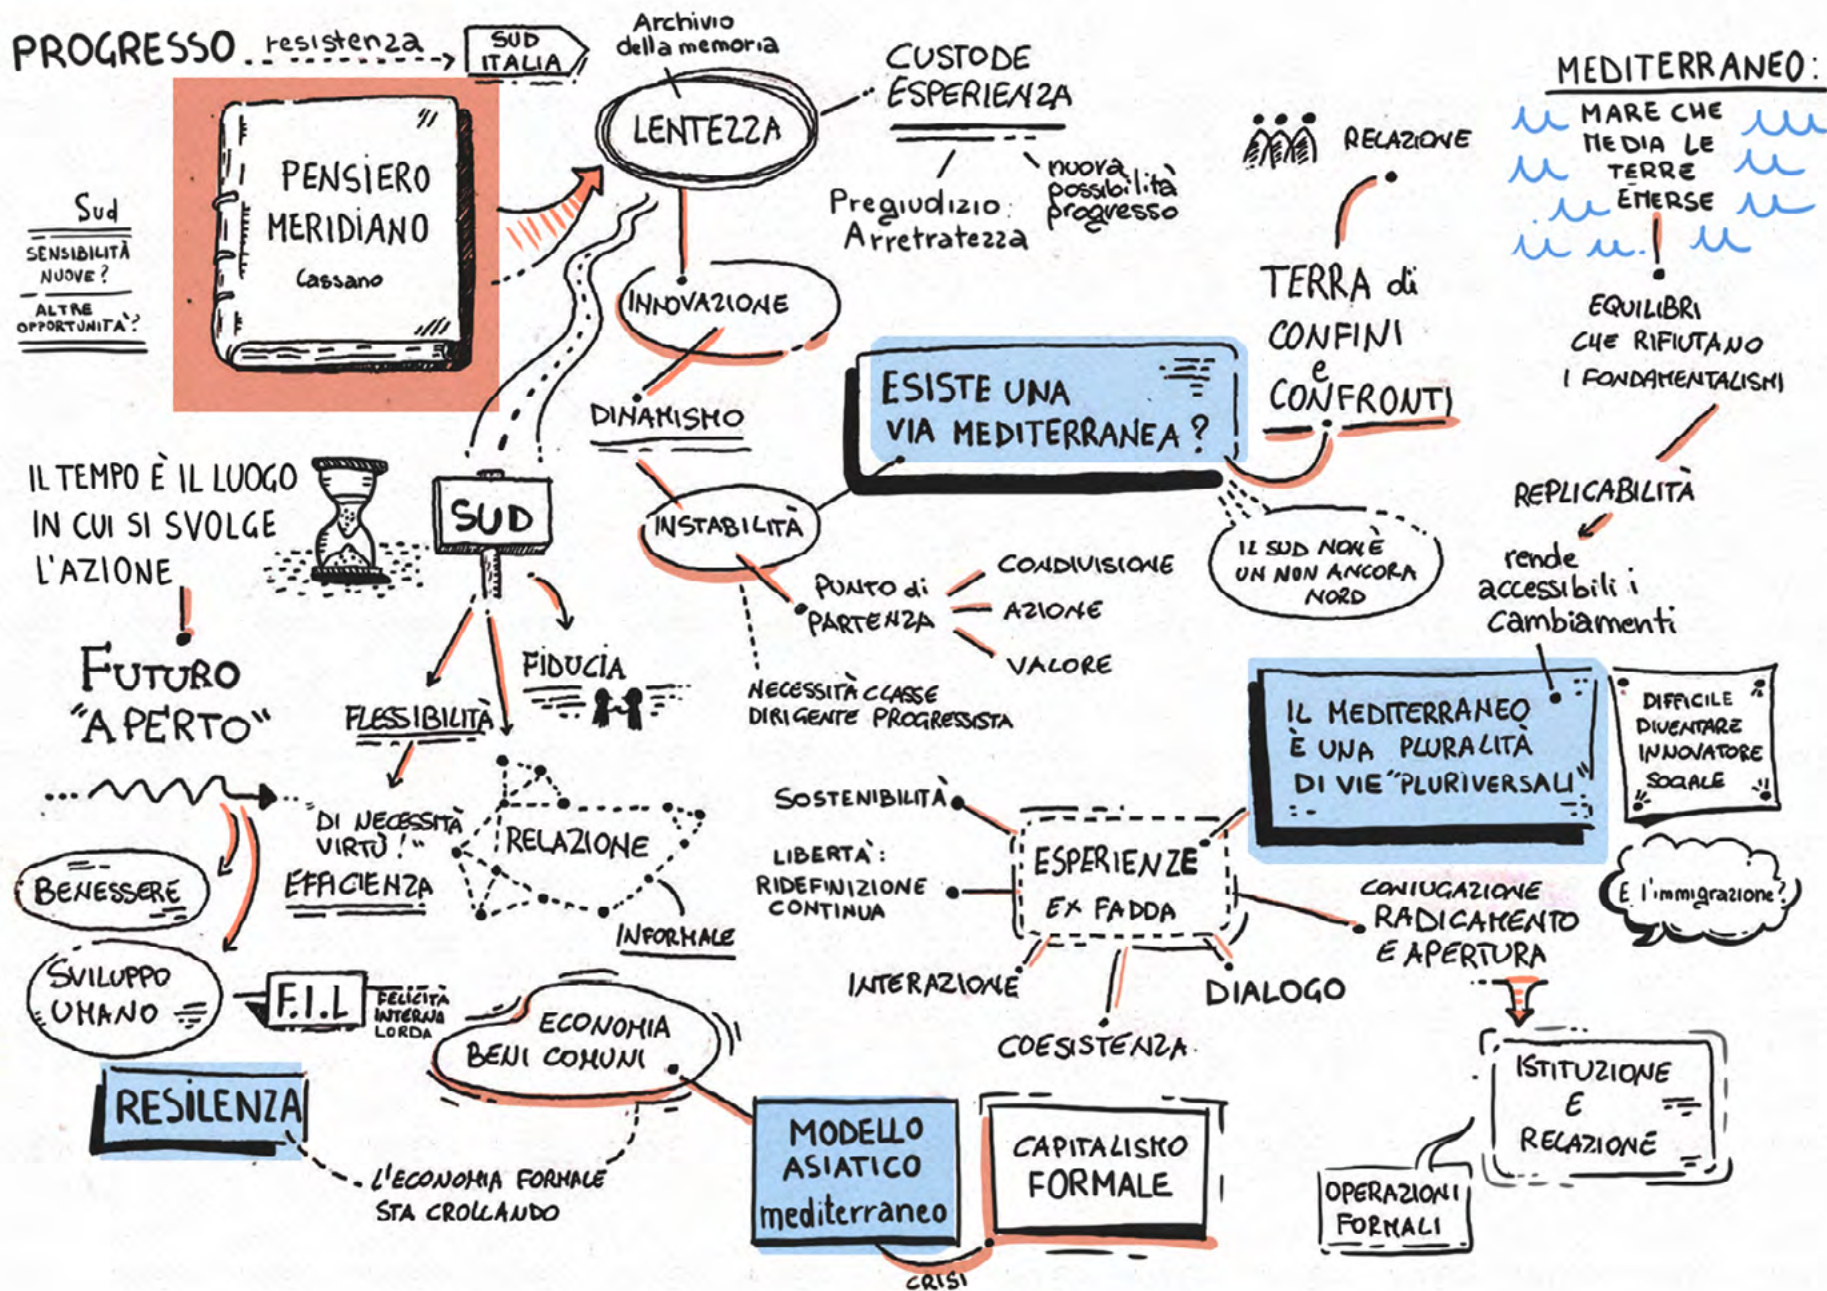 PROGRESSO
resistenza
SUD
ITALIA
Archivio
della memoria
LENTEZZA
CUSTODE
ESPERIENZA
Pregiudizio
Arretratezza
nuova
possibilità
progresso
RELAZIONE
MEDITERRANEO:
MARE CHE
MEDIA LE
TERRE
EMERSE
PENSIERO
MERIDIANO
Cassano
Sud
SENSIBILITÀ
NUOVE?
ALTRE
OPPORTUNITÀ?
INNOVAZIONE
DINAMISMO
INSTABILITÀ
ESISTE UNA
VIA MEDITERRANEA?
TERRA di
CONFINI
e
CONFRONTI
EQUILIBRI
CHE RIFIUTANO
I FONDAMENTALISMI
REPLICABILITÀ
rende
accessibili i
cambiamenti
IL SUD NON È
UN NON ANCORA
NORD
IL TEMPO È IL LUOGO
IN CUI SI SVOLGE
L'AZIONE
SUD
PUNTO di
PARTENZA
CONDIVISIONE
AZIONE
VALORE
NECESSITÀ CLASSE
DIRIGENTE PROGRESSISTA
FUTURO
"APERTO"
FLESSIBILITÀ
FIDUCIA
DI NECESSITÀ
VIRTÙ!"
EFFICIENZA
RELAZIONE
INFORMALE
BENESSERE
SVILUPPO
UMANO
F.I.L
FELICITÀ
INTERNA
LORDA
RESILENZA
L'ECONOMIA FORMALE
STA CROLLANDO
ECONOMIA
BENI COMUNI
MODELLO
ASIATICO
mediterraneo
CRISI
CAPITALISMO
FORMALE
SOSTENIBILITÀ
LIBERTÀ:
RIDEFINIZIONE
CONTINUA
ESPERIENZE
EX FADDA
INTERAZIONE
COESISTENZA
DIALOGO
IL MEDITERRANEO
È UNA PLURALITÀ
DI VIE "PLURIVERSALI"
DIFFICILE
DIVENTARE
INNOVATORE
SOCIALE
E l'immigrazione?
CONIUGAZIONE
RADICAMENTO
E APERTURA
ISTITUZIONE
E
RELAZIONE
OPERAZIONI
FORMALI